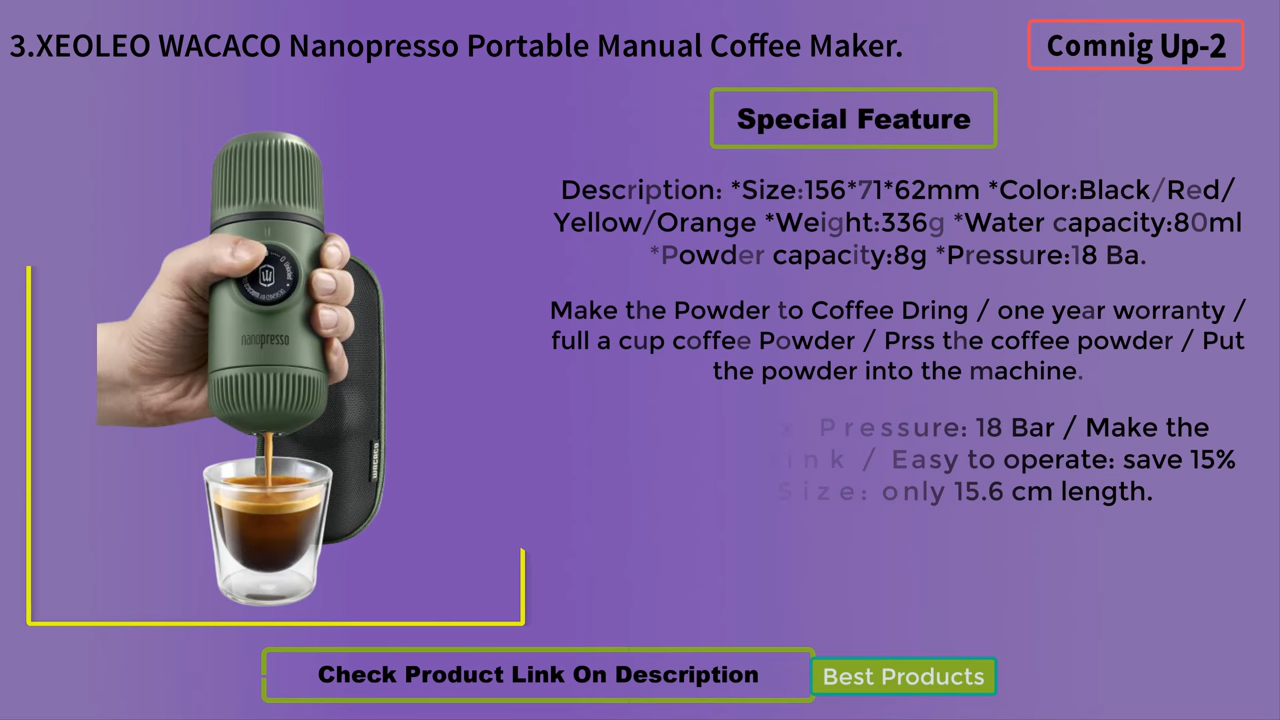 3.XEOLEO WACACO Nanopresso Portable Manual Coffee Maker.
Comnig Up-2
Special Feature
Description: *Size:156*71*62mm *Color:Black/Red/
Yellow/Orange *Weight:336g *Water capacity:80ml
*Powder capacity:8g *Pressure:18 Ba.
Make the Powder to Coffee Dring / one year worranty /
full a cup coffee Powder / Prss the coffee powder / Put
the powder into the machine.
Pressure: 18 Bar / Make the
/ Easy to operate: save 15%
Size: only 15.6 cm length.
nanopresso
WACACO
Check Product Link On Description
Best Products